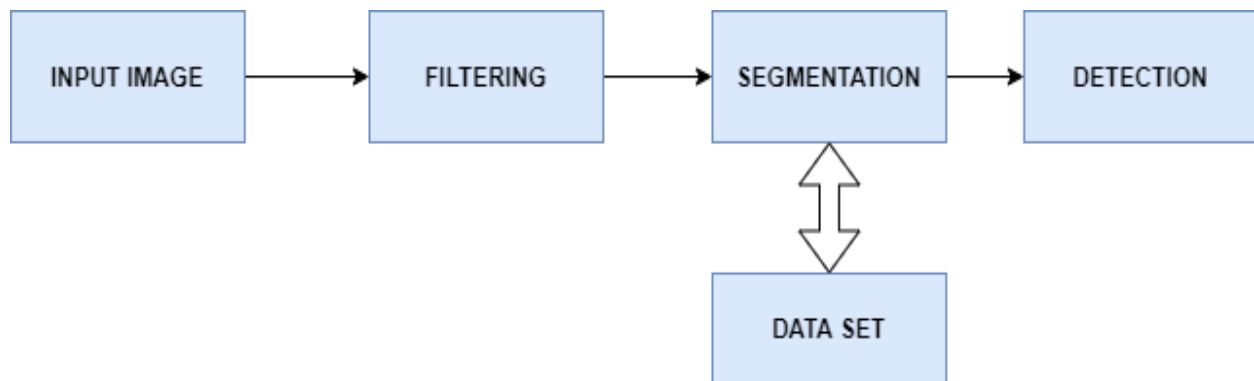 INPUT IMAGE
FILTERING
SEGMENTATION
DETECTION
DATA SET